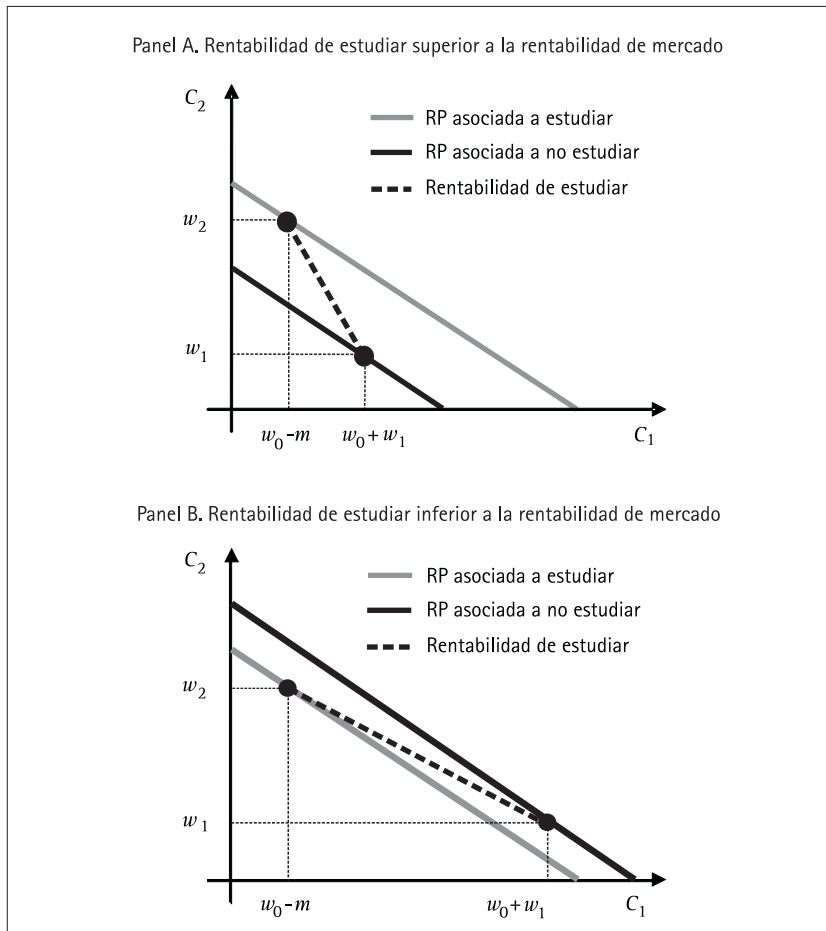 Panel A. Rentabilidad de estudiar superior a la rentabilidad de mercado
C₂
RP asociada a estudiar
RP asociada a no estudiar
Rentabilidad de estudiar
w₂
w₁
w₀-m
w₀+w₁
C₁
Panel B. Rentabilidad de estudiar inferior a la rentabilidad de mercado
C₂
RP asociada a estudiar
RP asociada a no estudiar
Rentabilidad de estudiar
w₂
w₁
w₀-m
w₀+w₁
C₁